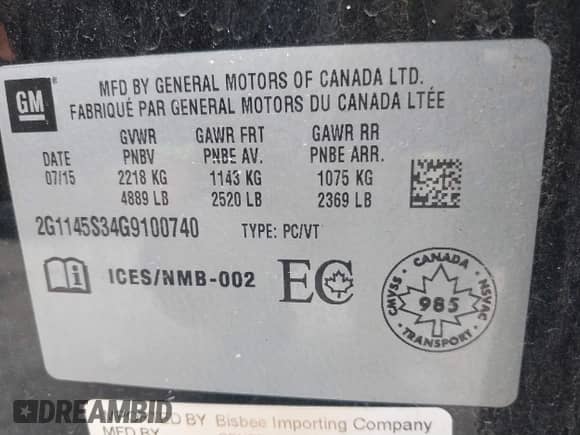 GM
MFD BY GENERAL MOTORS OF CANADA LTD.
FABRIQUÉ PAR GENERAL MOTORS DU CANADA LTÉE
GVWR GAWR FRT GAWR RR
DATE PNBV PNBE AV. PNBE ARR.
07/15 2218 KG 1143 KG 1075 KG
4889 LB 2520 LB 2369 LB
2G1145S34G9100740 TYPE: PC/VT
ICES/NMB-002 EC
CMVSS CANADA NSVAC
985
TRANSPORT
DREAMBID
BY Bisbee Importing Company
MFD BY